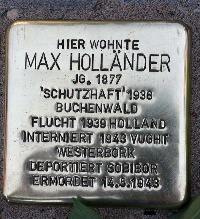 HIER WOHNTE
MAX HOLLÄNDER
JG. 1877
'SCHUTZHAFT' 1938
BUCHENWALD
FLUCHT 1939 HOLLAND
INTERNIERT 1943 VUGHT
WESTERBORK
DEPORTIERT SOBIBOR
ERMORDET 14.5.1943